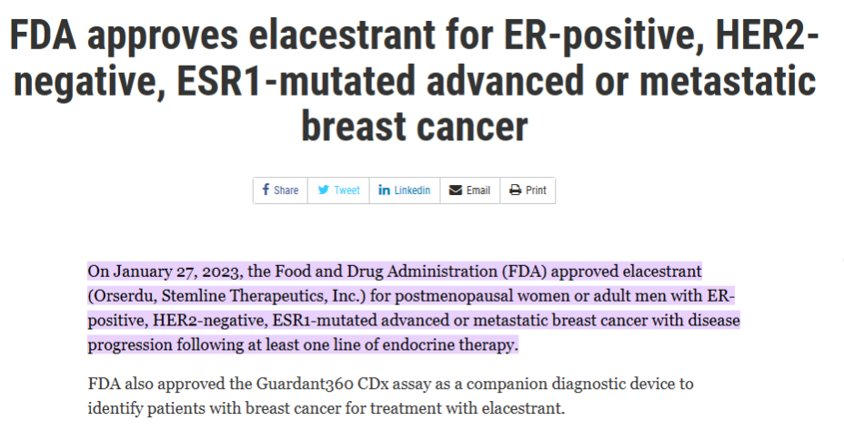 FDA approves elacestrant for ER-positive, HER2-
negative, ESR1-mutated advanced or metastatic
breast cancer
Share Tweet Linkedin Email Print
On January 27, 2023, the Food and Drug Administration (FDA) approved elacestrant
(Orserdu, Stemline Therapeutics, Inc.) for postmenopausal women or adult men with ER-
positive, HER2-negative, ESR1-mutated advanced or metastatic breast cancer with disease
progression following at least one line of endocrine therapy.
FDA also approved the Guardant360 CDx assay as a companion diagnostic device to
identify patients with breast cancer for treatment with elacestrant.